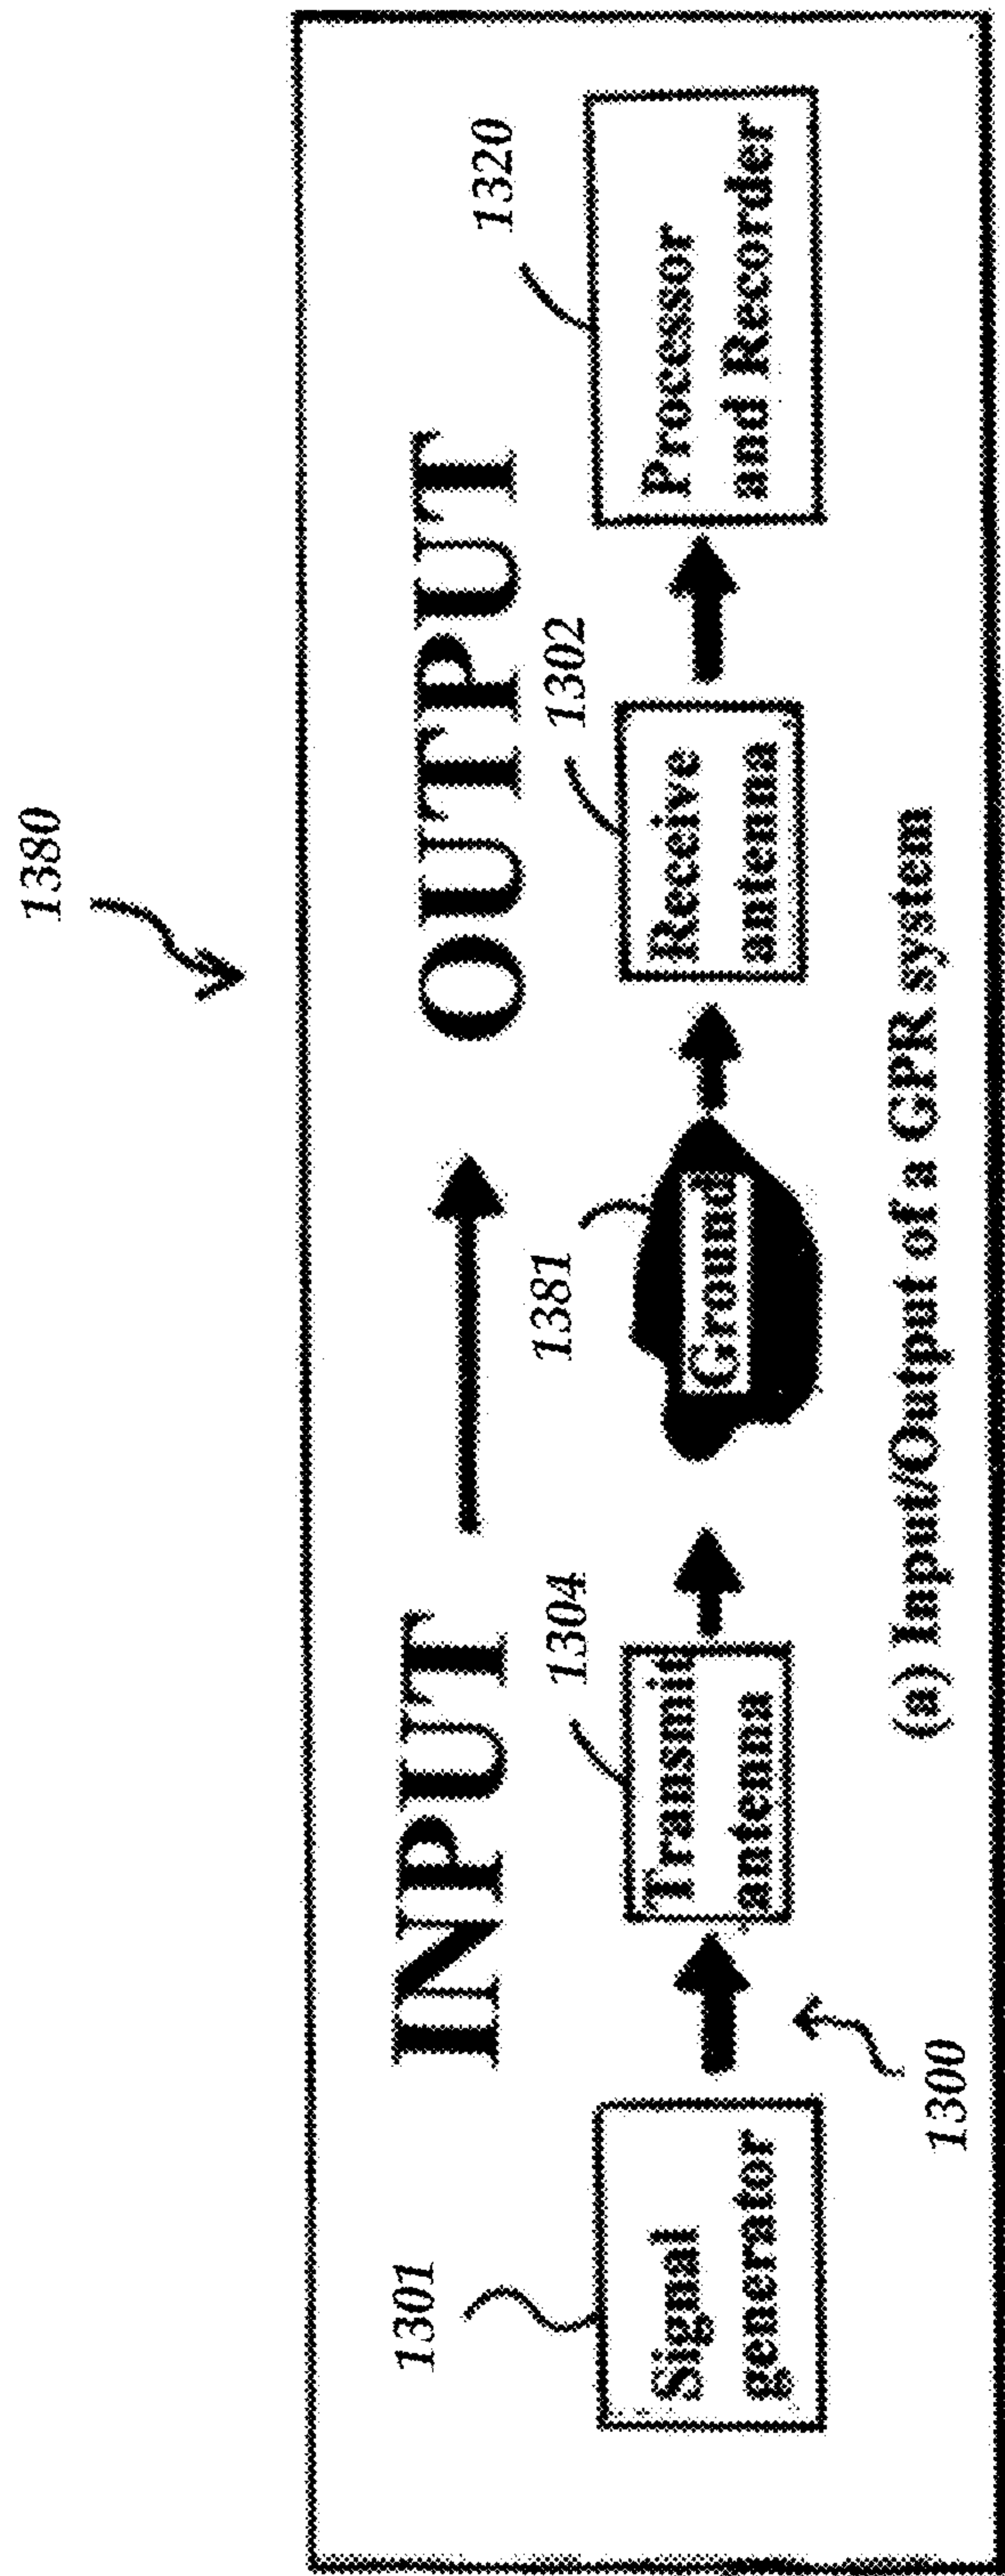 1380
INPUT OUTPUT
1301
1304
1381
1302
1320
Signal
generator
Transmit
antenna
Ground
Receive
antenna
Processor
and Recorder
1300
(a) Input/Output of a GPR system